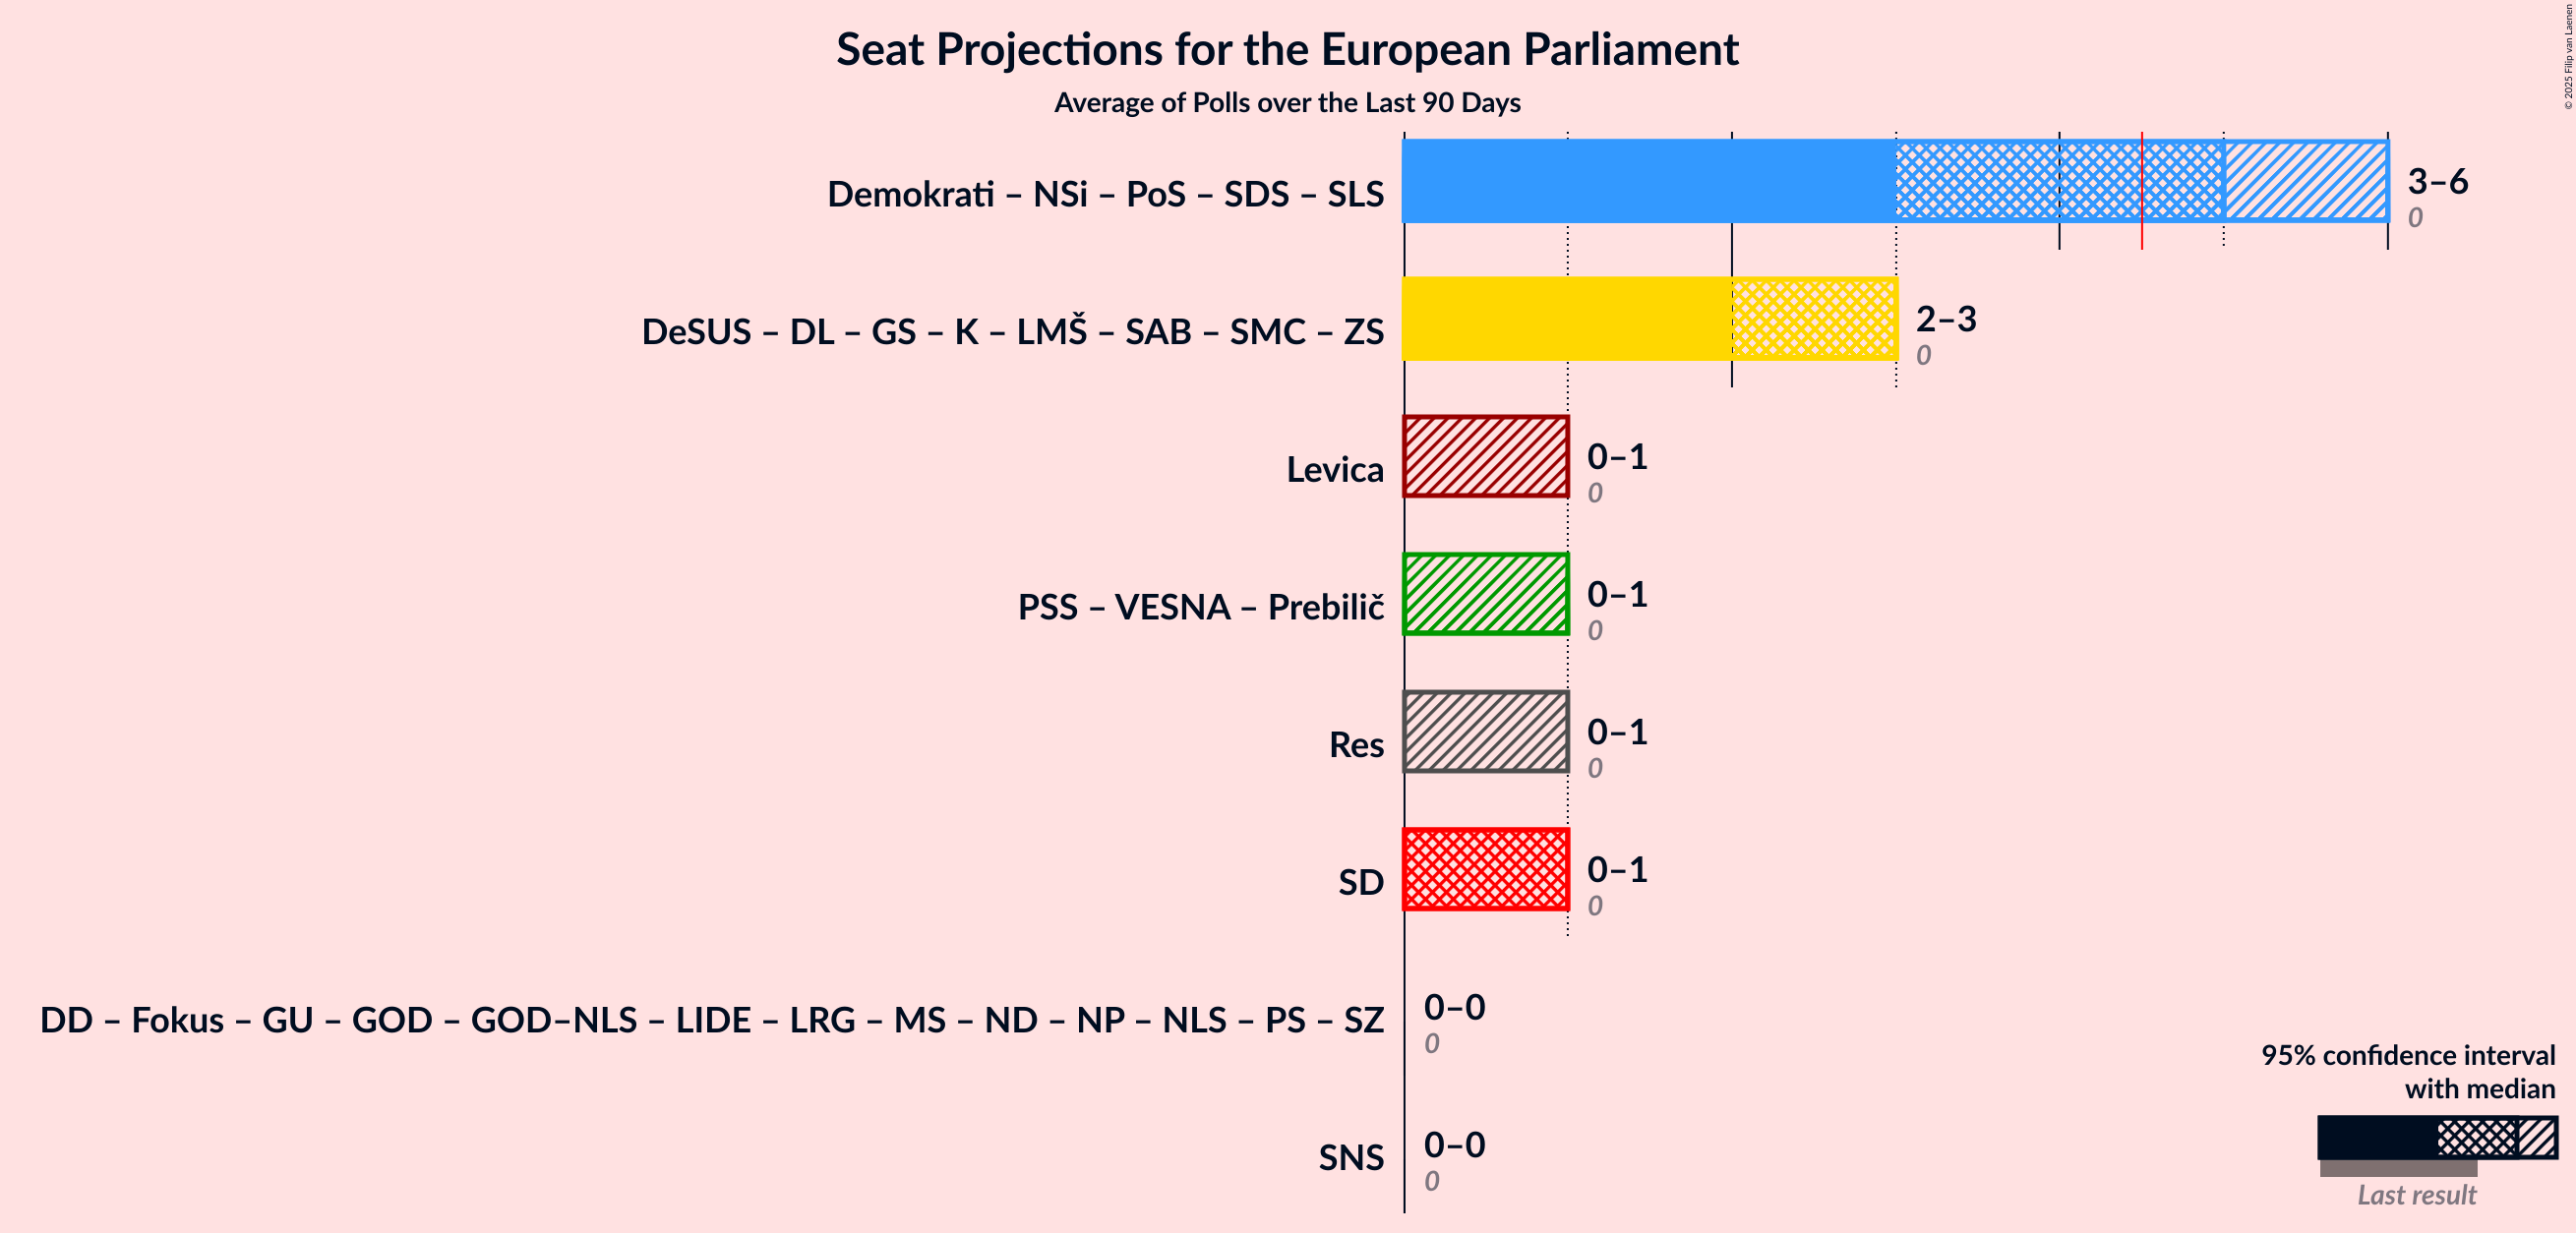 Seat Projections for the European Parliament
Average of Polls over the Last 90 Days
© 2025 Filip van Laenen
Demokrati – NSi – PoS – SDS – SLS
3–6
0
DeSUS – DL – GS – K – LMŠ – SAB – SMC – ZS
2–3
0
Levica
0–1
0
PSS – VESNA – Prebilič
0–1
0
Res
0–1
0
SD
0–1
0
DD – Fokus – GU – GOD – GOD–NLS – LIDE – LRG – MS – ND – NP – NLS – PS – SZ
0–0
0
SNS
0–0
0
95% confidence interval
with median
Last result